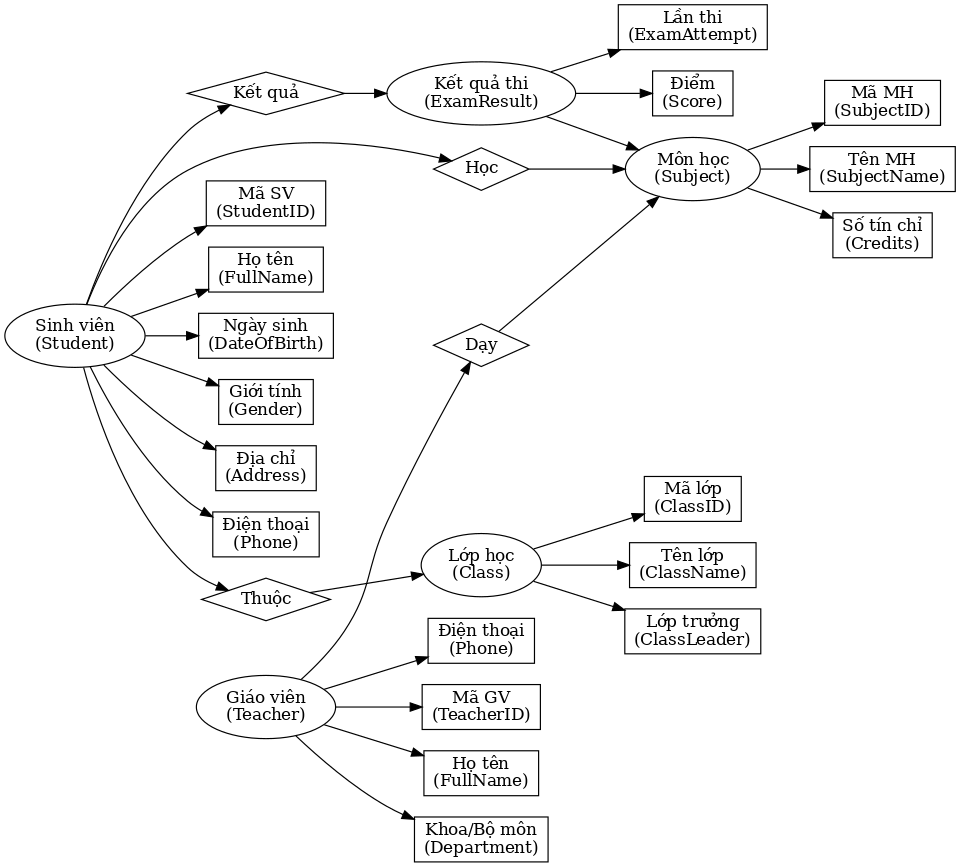 Lần thi
(ExamAttempt)
Kết quả
Kết quả thi
(ExamResult)
Điểm
(Score)
Mã MH
(SubjectID)
Học
Môn học
(Subject)
Tên MH
(SubjectName)
Mã SV
(StudentID)
Số tín chỉ
(Credits)
Họ tên
(FullName)
Sinh viên
(Student)
Ngày sinh
(DateOfBirth)
Dạy
Giới tính
(Gender)
Địa chỉ
(Address)
Điện thoại
(Phone)
Mã lớp
(ClassID)
Lớp học
(Class)
Tên lớp
(ClassName)
Thuộc
Lớp trưởng
(ClassLeader)
Điện thoại
(Phone)
Giáo viên
(Teacher)
Mã GV
(TeacherID)
Họ tên
(FullName)
Khoa/Bộ môn
(Department)